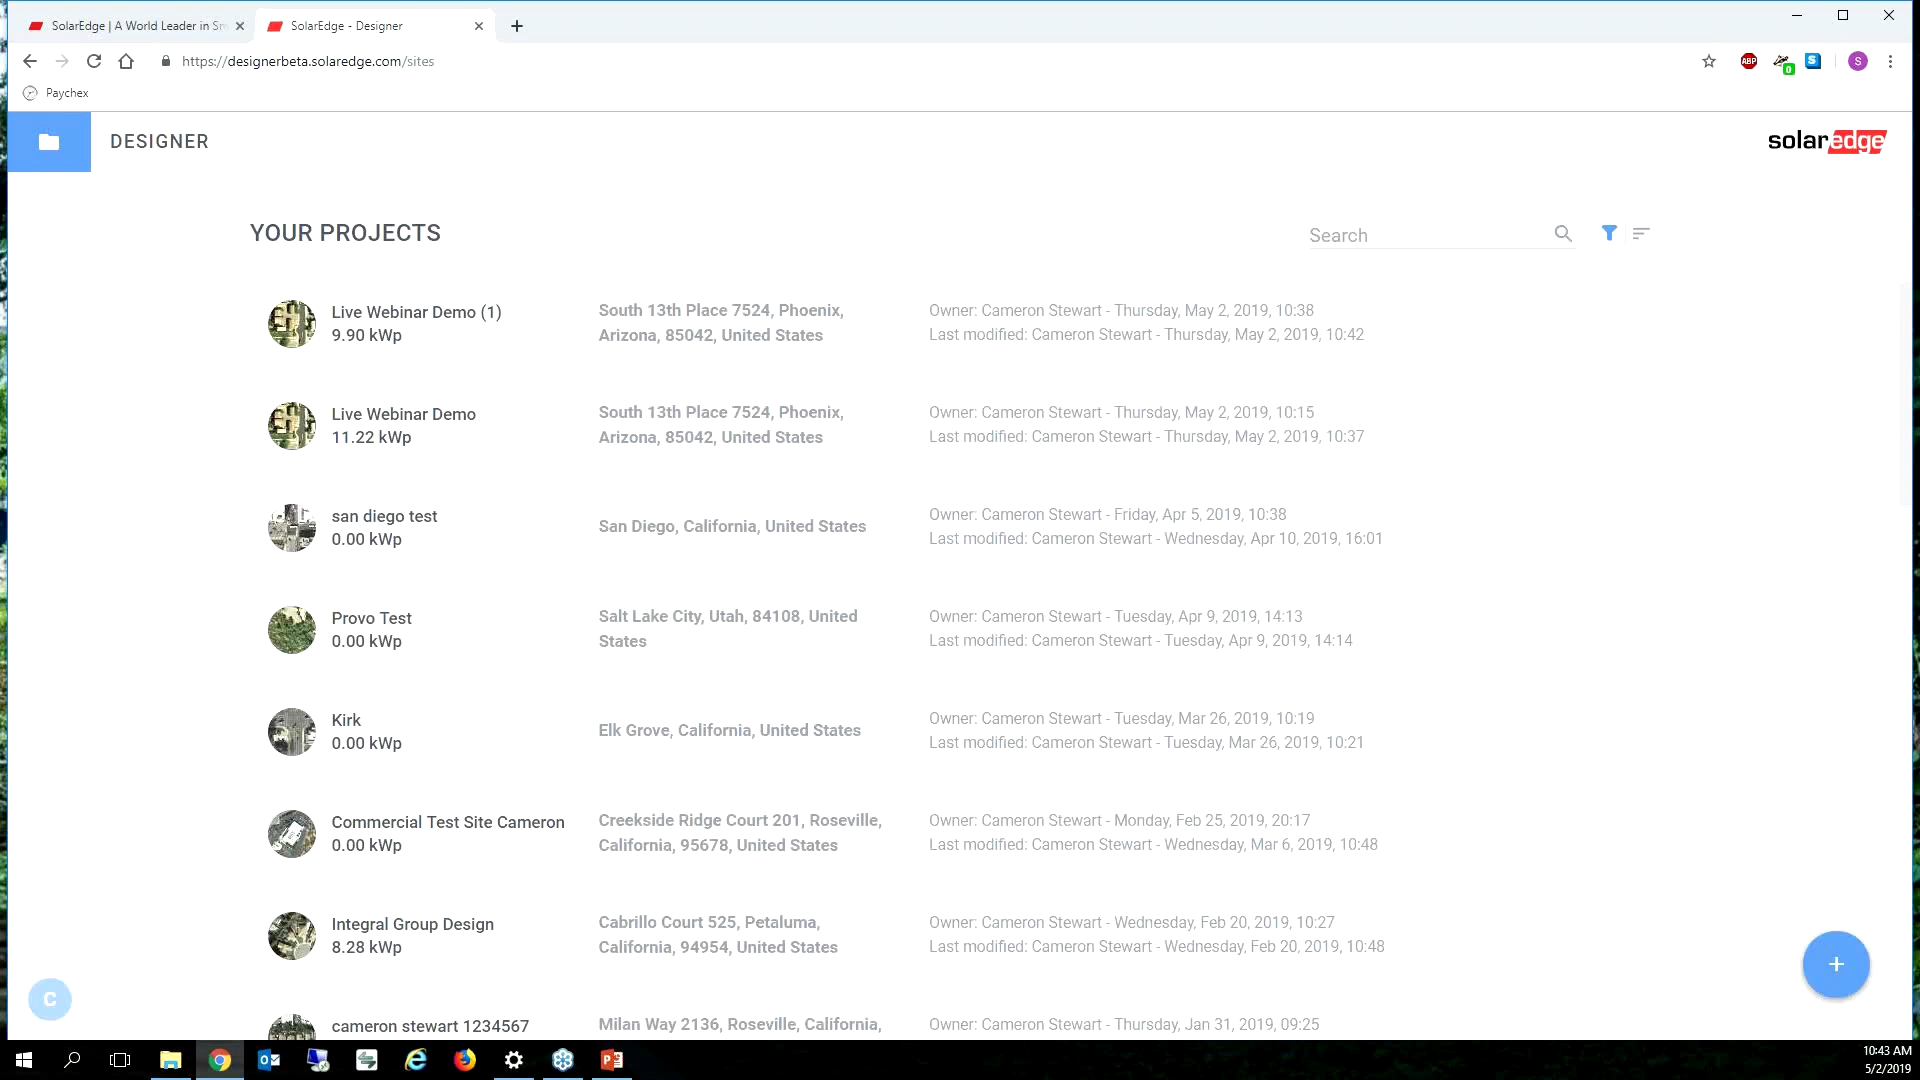 SolarEdge | A World Leader in Sm
SolarEdge - Designer
https://designerbeta.solaredge.com/sites
ABP
0
S
S
Paychex
DESIGNER
solaredge
YOUR PROJECTS
Search
Live Webinar Demo (1)
9.90 kWp
South 13th Place 7524, Phoenix,
Arizona, 85042, United States
Owner: Cameron Stewart - Thursday, May 2, 2019, 10:38
Last modified: Cameron Stewart - Thursday, May 2, 2019, 10:42
Live Webinar Demo
11.22 kWp
South 13th Place 7524, Phoenix,
Arizona, 85042, United States
Owner: Cameron Stewart - Thursday, May 2, 2019, 10:15
Last modified: Cameron Stewart - Thursday, May 2, 2019, 10:37
san diego test
0.00 kWp
San Diego, California, United States
Owner: Cameron Stewart - Friday, Apr 5, 2019, 10:38
Last modified: Cameron Stewart - Wednesday, Apr 10, 2019, 16:01
Provo Test
0.00 kWp
Salt Lake City, Utah, 84108, United
States
Owner: Cameron Stewart - Tuesday, Apr 9, 2019, 14:13
Last modified: Cameron Stewart - Tuesday, Apr 9, 2019, 14:14
Kirk
0.00 kWp
Elk Grove, California, United States
Owner: Cameron Stewart - Tuesday, Mar 26, 2019, 10:19
Last modified: Cameron Stewart - Tuesday, Mar 26, 2019, 10:21
Commercial Test Site Cameron
0.00 kWp
Creekside Ridge Court 201, Roseville,
California, 95678, United States
Owner: Cameron Stewart - Monday, Feb 25, 2019, 20:17
Last modified: Cameron Stewart - Wednesday, Mar 6, 2019, 10:48
Integral Group Design
8.28 kWp
Cabrillo Court 525, Petaluma,
California, 94954, United States
Owner: Cameron Stewart - Wednesday, Feb 20, 2019, 10:27
Last modified: Cameron Stewart - Wednesday, Feb 20, 2019, 10:48
cameron stewart 1234567
Milan Way 2136, Roseville, California,
Owner: Cameron Stewart - Thursday, Jan 31, 2019, 09:25
C
10:43 AM
5/2/2019